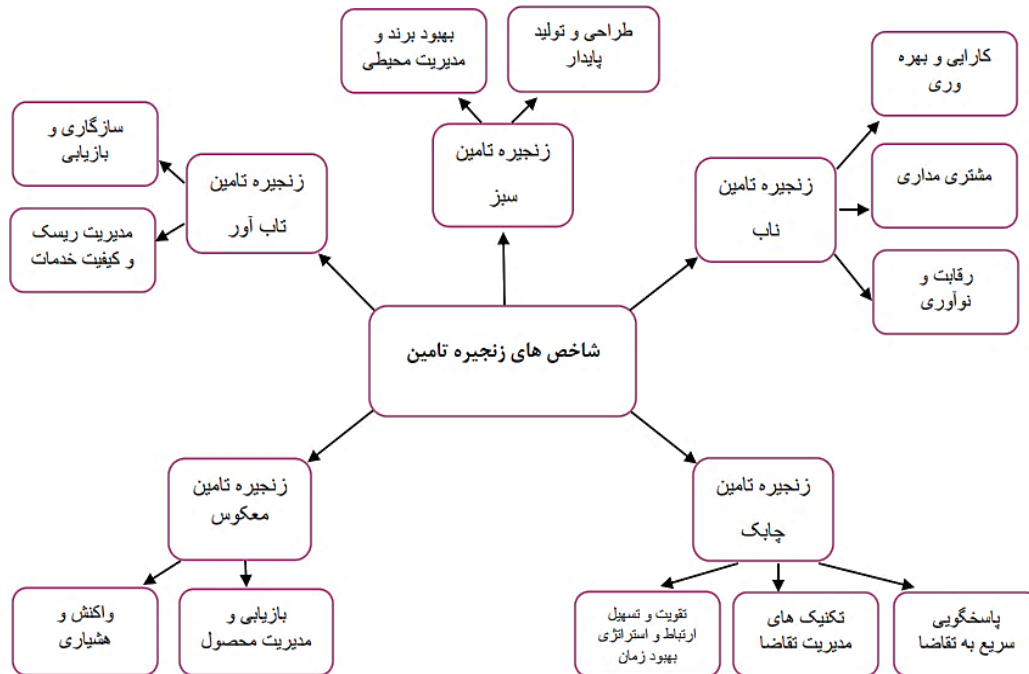 طراحی و تولید
پایدار
بهبود برند و
مدیریت محیطی
کارایی و بهره
وری
زنجیره تامین
سبز
سازگاری و
بازیابی
زنجیره تامین
تاب آور
زنجیره تامین
ناب
مشتری مداری
مدیریت ریسک
و کیفیت خدمات
رقابت و
نوآوری
شاخص های زنجیره تامین
زنجیره تامین
معکوس
زنجیره تامین
چابک
پاسخگویی
سریع به تقاضا
تکنیک های
مدیریت تقاضا
تقویت و تسهیل
ارتباط و استراتژی
بهبود زمان
بازیابی و
مدیریت محصول
واکنش و
هشیاری